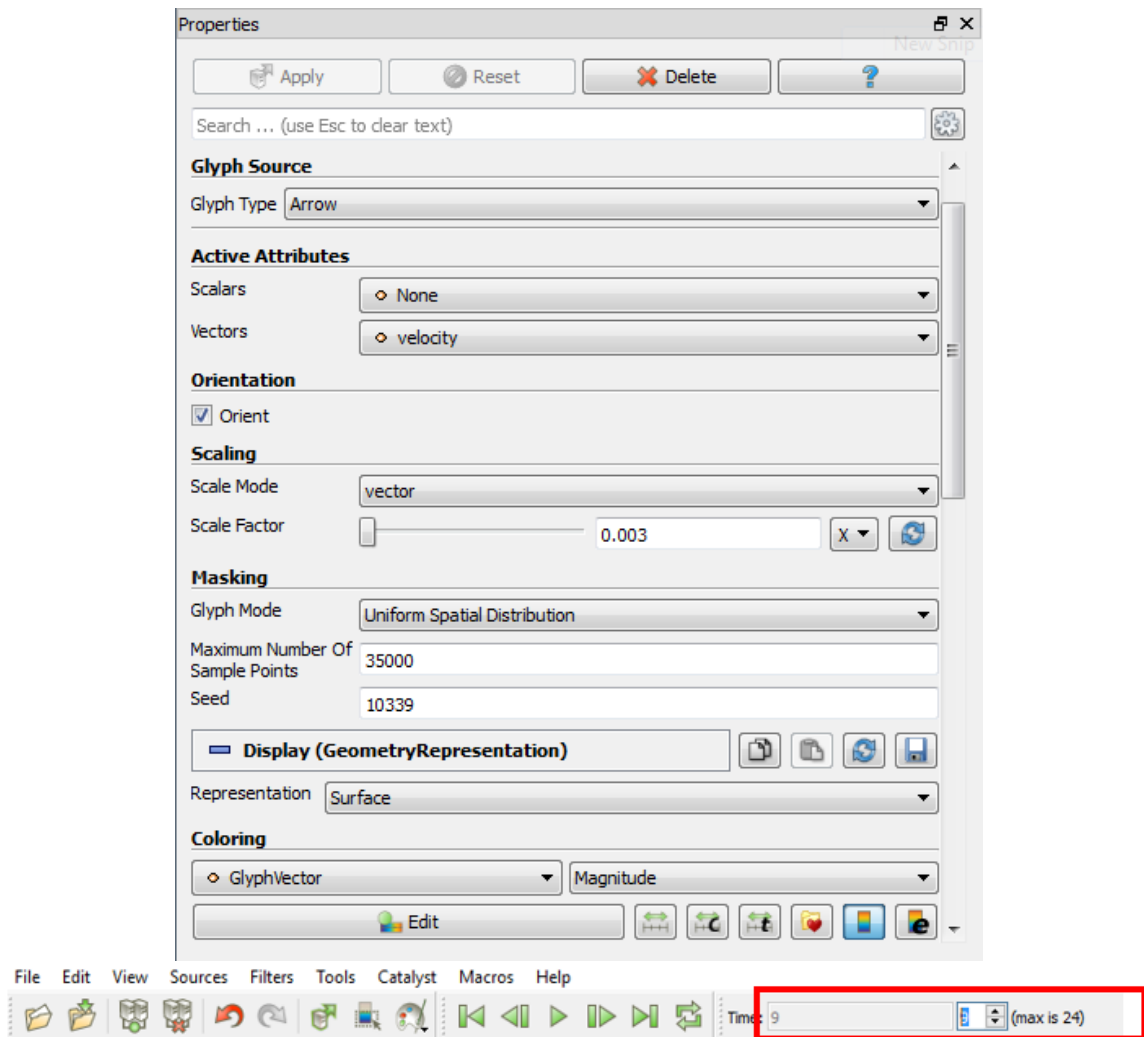 Properties
New Snip
Apply Reset Delete ?
Search ... (use Esc to clear text)
Glyph Source
Glyph Type Arrow
Active Attributes
Scalars None
Vectors velocity
Orientation
Orient
Scaling
Scale Mode vector
Scale Factor 0.003 X
Masking
Glyph Mode Uniform Spatial Distribution
Maximum Number Of
Sample Points 35000
Seed 10339
Display (GeometryRepresentation)
Representation Surface
Coloring
GlyphVector Magnitude
Edit c t e
File Edit View Sources Filters Tools Catalyst Macros Help
Time: 9 (max is 24)